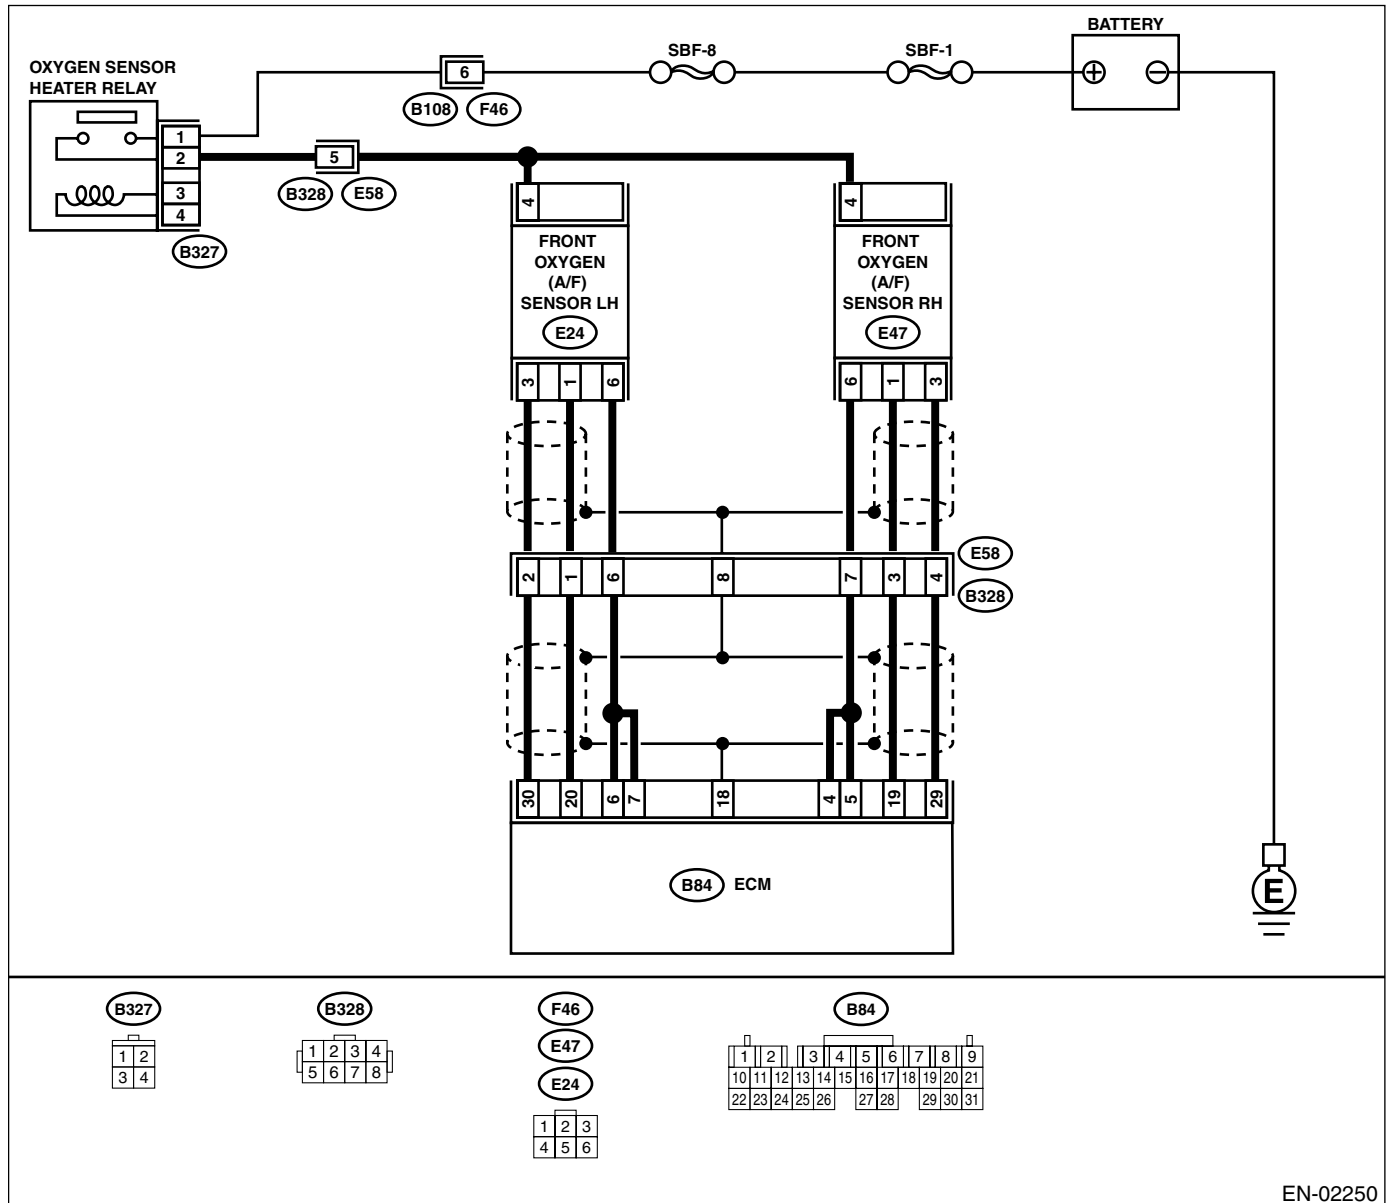 BATTERY
SBF-8
SBF-1
OXYGEN SENSOR
HEATER RELAY
6
B108
F46
1
2
3
4
5
B328
E58
B327
4
4
FRONT
OXYGEN
(A/F)
SENSOR LH
E24
FRONT
OXYGEN
(A/F)
SENSOR RH
E47
3 1 6
6 1 3
E58
2 1 6 8 7 3 4
B328
30 20 6 7 18 4 5 19 29
B84 ECM
E
B327
1 2
3 4
B328
1 2 3 4
5 6 7 8
F46
E47
E24
1 2 3
4 5 6
B84
1 2 3 4 5 6 7 8 9
10 11 12 13 14 15 16 17 18 19 20 21
22 23 24 25 26 27 28 29 30 31
EN-02250